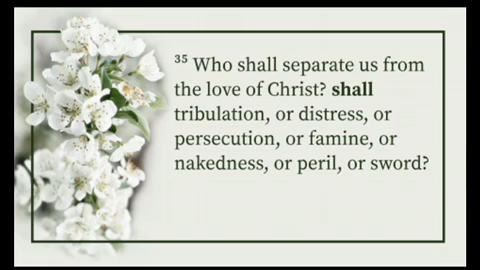 35 Who shall separate us from
the love of Christ? shall
tribulation, or distress, or
persecution, or famine, or
nakedness, or peril, or sword?